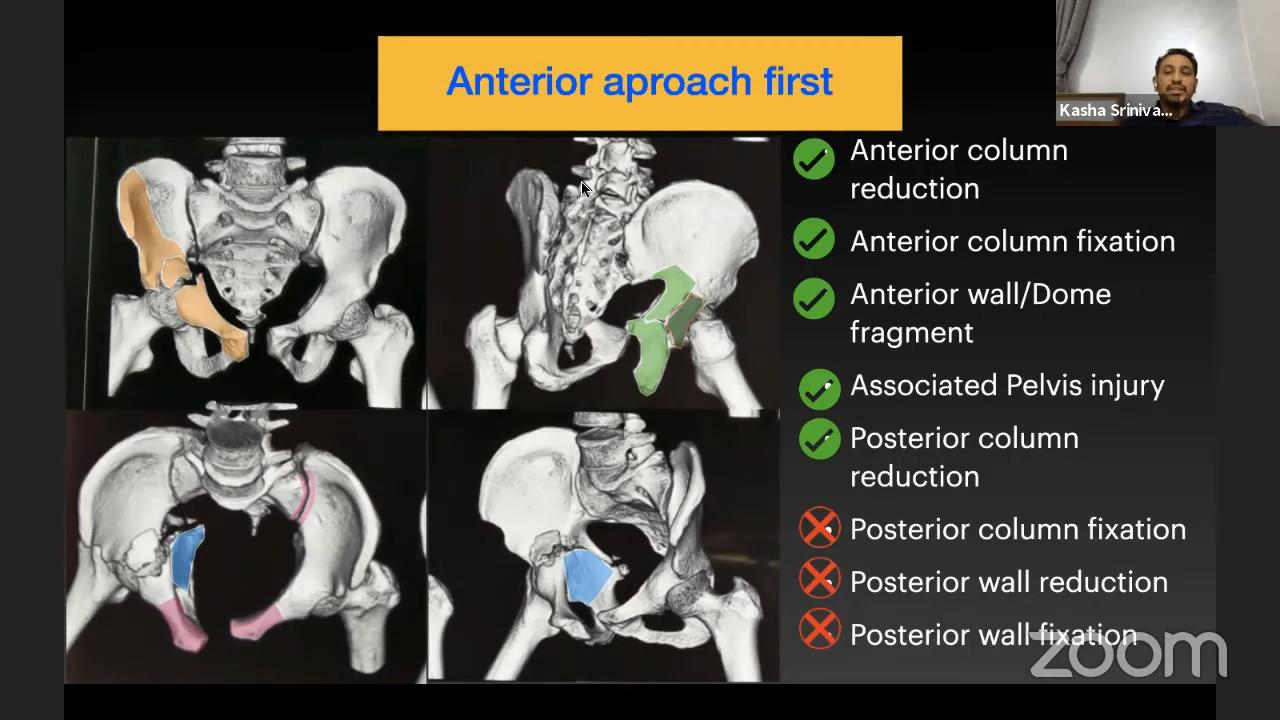 Anterior aproach first
Kasha Sriniva...
Anterior column
reduction
Anterior column fixation
Anterior wall/Dome
fragment
Associated Pelvis injury
Posterior column
reduction
Posterior column fixation
Posterior wall reduction
Posterior wall fixation
zoom